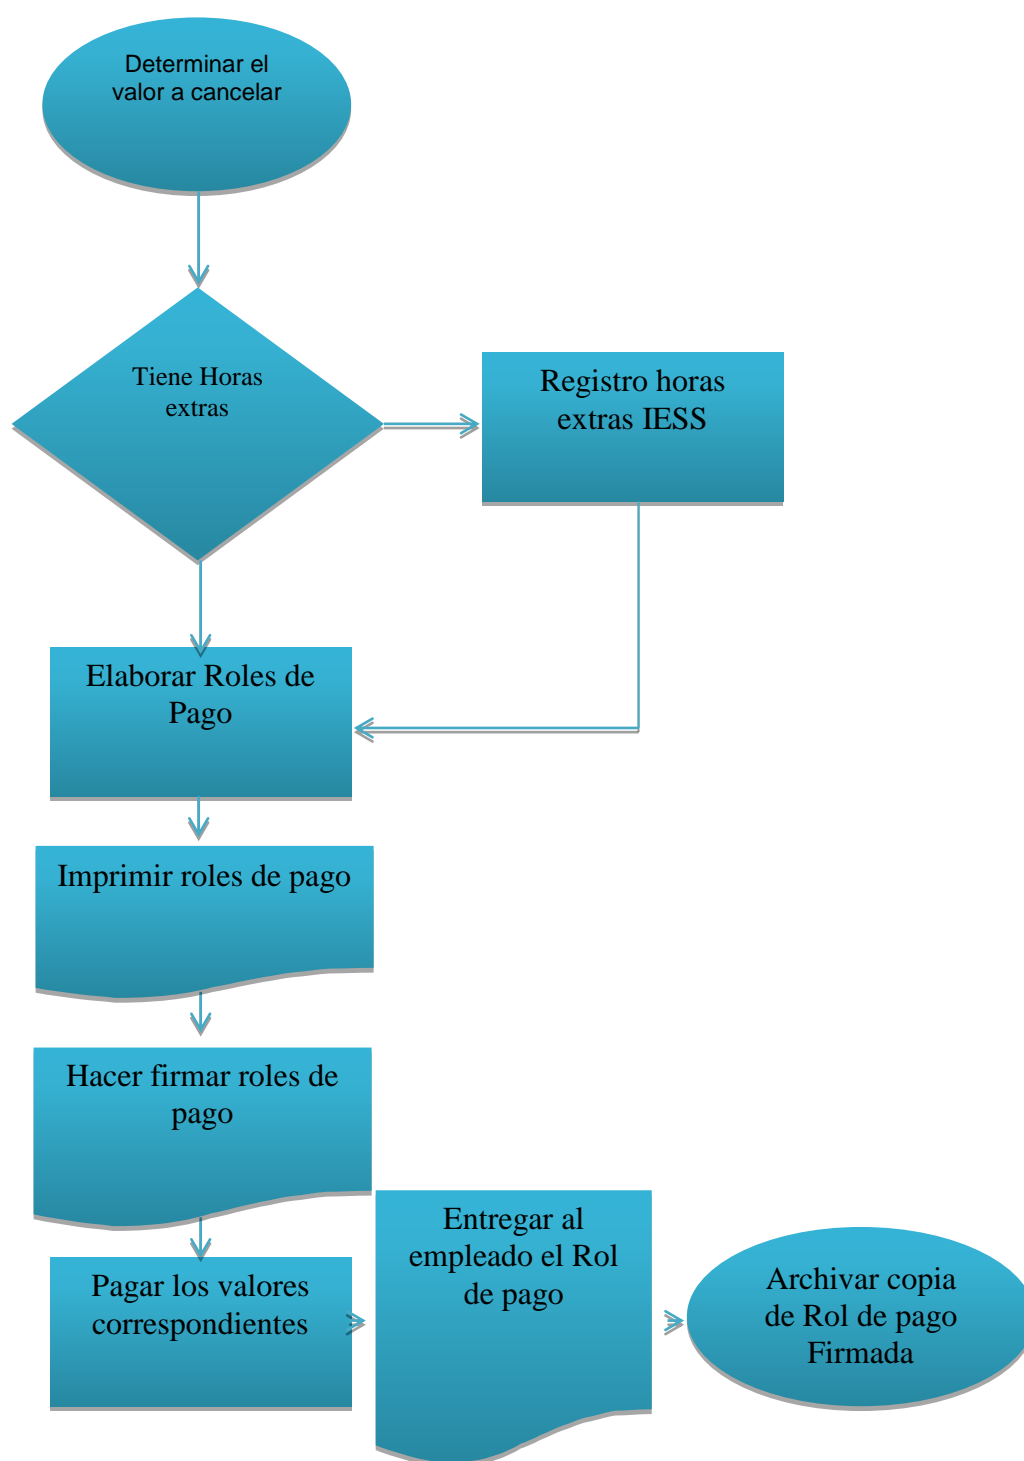 Determinar el
valor a cancelar
Tiene Horas
extras
Registro horas
extras IESS
Elaborar Roles de
Pago
Imprimir roles de pago
Hacer firmar roles de
pago
Pagar los valores
correspondientes
Entregar al
empleado el Rol
de pago
Archivar copia
de Rol de pago
Firmada